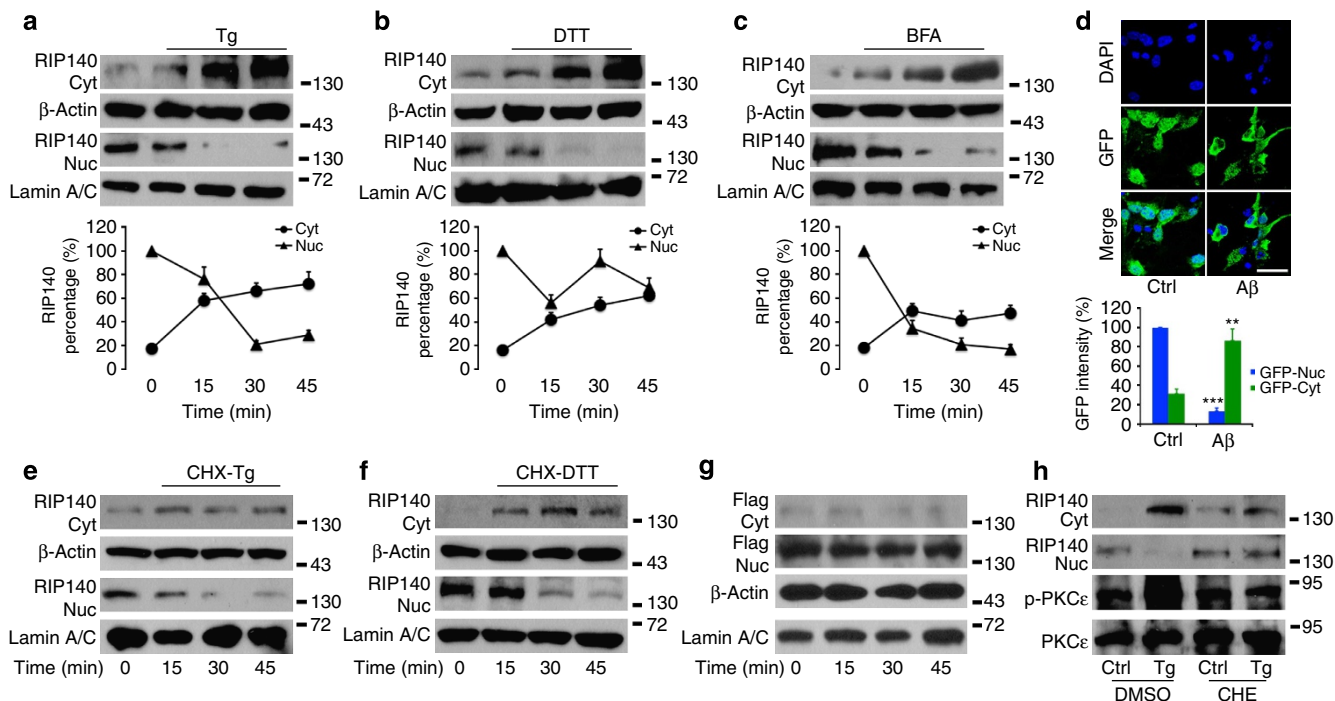 a
Tg
RIP140
Cyt
130
β-Actin
43
RIP140
Nuc
130
72
Lamin A/C
120
100
80
60
40
20
0
RIP140
percentage (%)
Cyt
Nuc
0 15 30 45
Time (min)
b
DTT
RIP140
Cyt
130
β-Actin
43
RIP140
Nuc
130
72
Lamin A/C
120
100
80
60
40
20
0
RIP140
percentage (%)
Cyt
Nuc
0 15 30 45
Time (min)
c
BFA
RIP140
Cyt
130
β-Actin
43
RIP140
Nuc
130
72
Lamin A/C
120
100
80
60
40
20
0
RIP140
percentage (%)
Cyt
Nuc
0 15 30 45
Time (min)
d
DAPI
GFP
Merge
Ctrl Aβ
120
100
80
60
40
20
0
GFP intensity (%)
**
***
GFP-Nuc
GFP-Cyt
Ctrl Aβ
e
CHX-Tg
RIP140
Cyt
130
β-Actin
43
RIP140
Nuc
130
72
Lamin A/C
Time (min) 0 15 30 45
f
CHX-DTT
RIP140
Cyt
130
β-Actin
43
RIP140
Nuc
130
72
Lamin A/C
Time (min) 0 15 30 45
g
Flag
Cyt
130
Flag
Nuc
130
β-Actin
43
72
Lamin A/C
Time (min) 0 15 30 45
h
RIP140
Cyt
130
RIP140
Nuc
130
95
p-PKCε
95
PKCε
Ctrl Tg Ctrl Tg
DMSO CHE